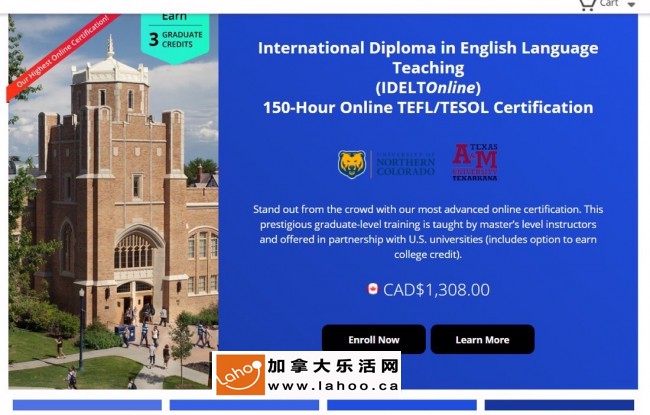 Cart
Our Highest Online Certification!
Earn
3 GRADUATE
CREDITS
International Diploma in English Language
Teaching
(IDELTOnline)
150-Hour Online TEFL/TESOL Certification
UNIVERSITY OF
NORTHERN
COLORADO
TEXAS
A&M
UNIVERSITY
TEXARKANA
Stand out from the crowd with our most advanced online certification. This
prestigious graduate-level training is taught by master's level instructors
and offered in partnership with U.S. universities (includes option to earn
college credit).
CAD$1,308.00
Enroll Now
Learn More
Lahoo
加拿大乐活网
www.lahoo.ca